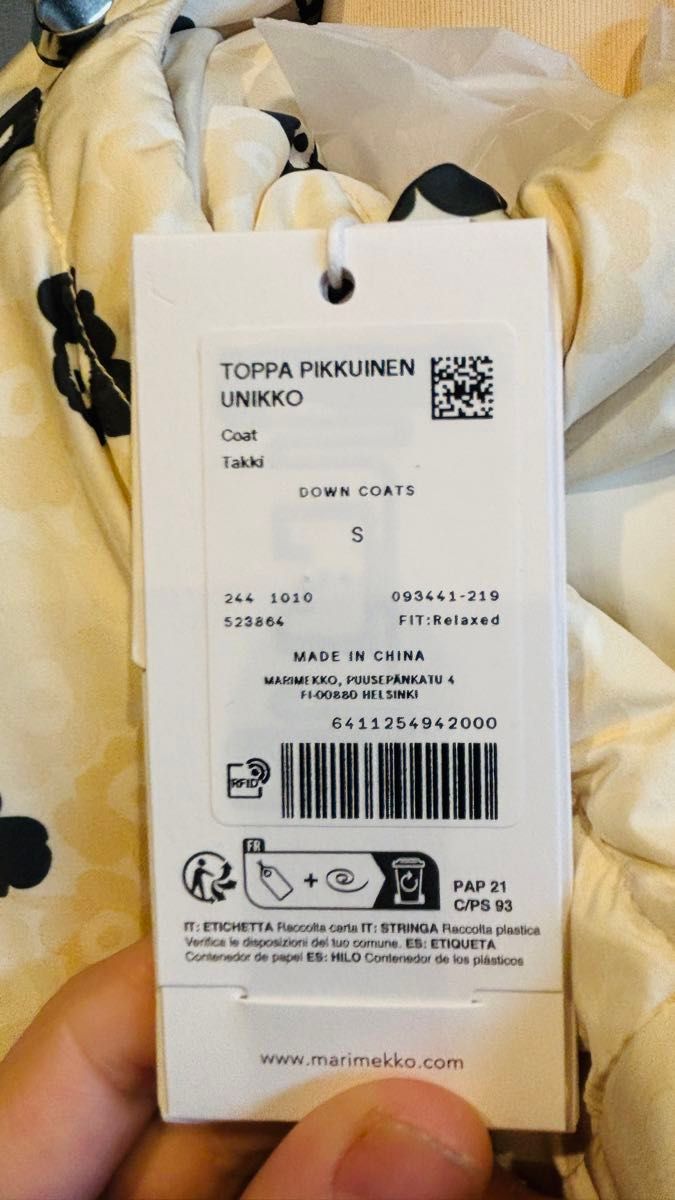 TOPPA PIKKUINEN
UNIKKO
Coat
Takki
DOWN COATS
S
244 1010 093441-219
523864 FIT:Relaxed
MADE IN CHINA
MARIMEKKO, PUUSEPÄNKATU 4
FI-00880 HELSINKI
6411254942000
RFID
FR
PAP 21
C/PS 93
IT: ETICHETTA Raccolta carta IT: STRINGA Raccolta plastica
Verifica le disposizioni del tuo comune. ES: ETIQUETA
Contenedor de papel ES: HILO Contenedor de los plásticos
www.marimekko.com